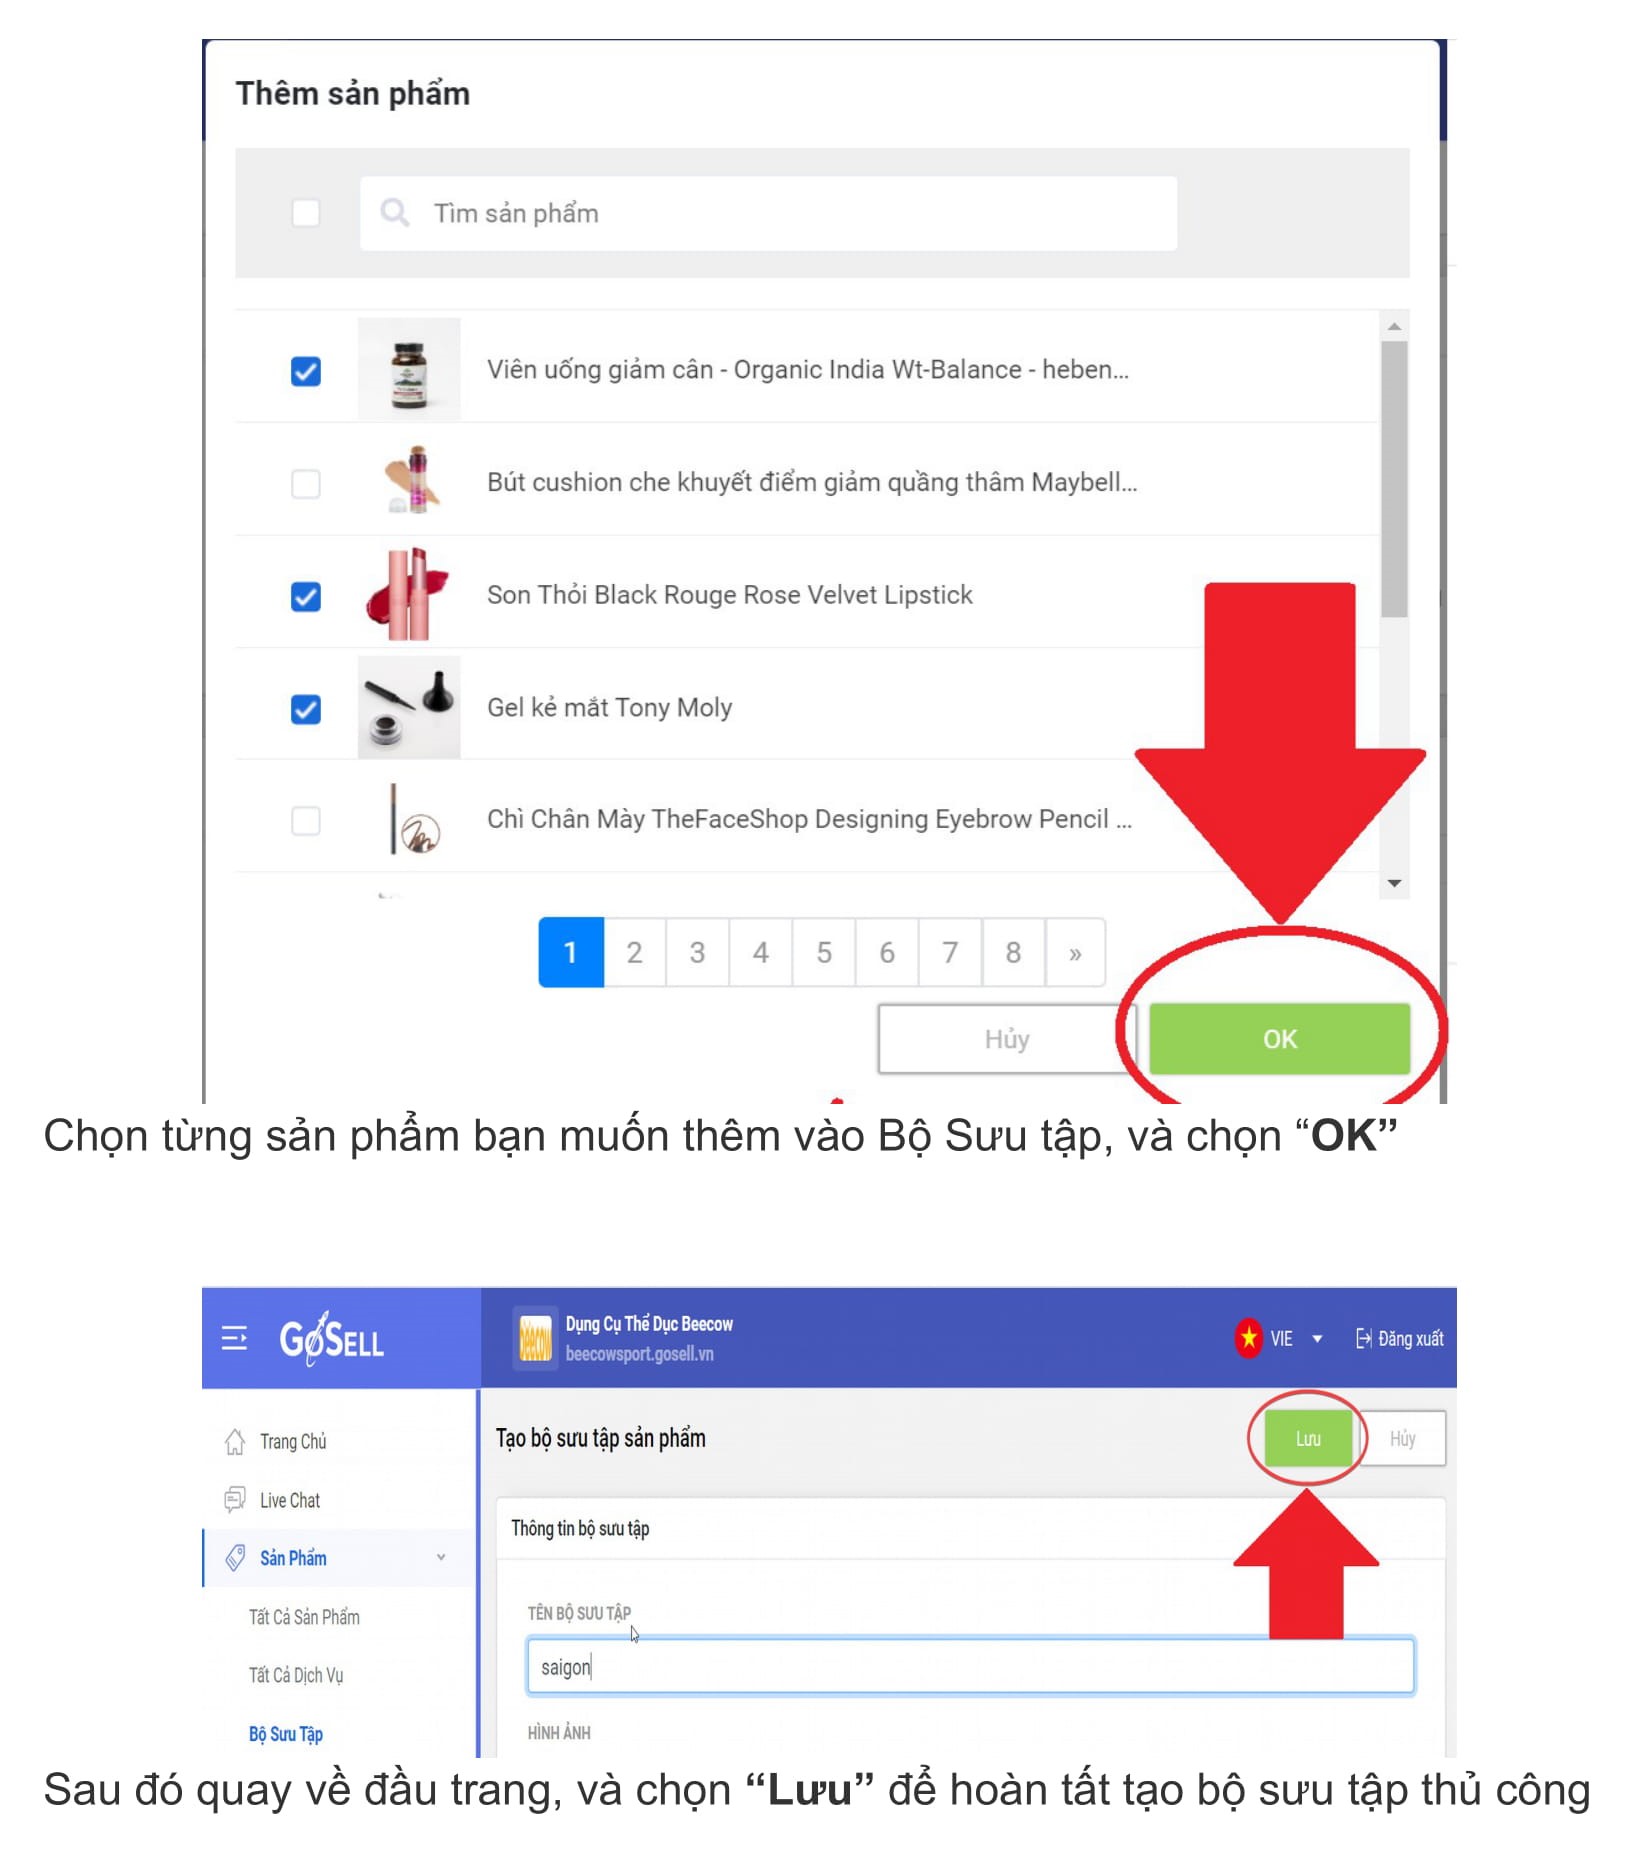 Thêm sản phẩm
Tìm sản phẩm
Viên uống giảm cân - Organic India Wt-Balance - heben...
Bút cushion che khuyết điểm giảm quầng thâm Maybell...
Son Thỏi Black Rouge Rose Velvet Lipstick
Gel kẻ mắt Tony Moly
Chì Chân Mày TheFaceShop Designing Eyebrow Pencil ...
1 2 3 4 5 6 7 8 »
Hủy OK
Chọn từng sản phẩm bạn muốn thêm vào Bộ Sưu tập, và chọn “OK”
GoSELL
beecow
Dụng Cụ Thể Dục Beecow
beecowsport.gosell.vn
VIE
Đăng xuất
Trang Chủ
Live Chat
Sản Phẩm
Tất Cả Sản Phẩm
Tất Cả Dịch Vụ
Bộ Sưu Tập
Tạo bộ sưu tập sản phẩm
Lưu Hủy
Thông tin bộ sưu tập
TÊN BỘ SƯU TẬP
saigon
HÌNH ẢNH
Sau đó quay về đầu trang, và chọn “Lưu” để hoàn tất tạo bộ sưu tập thủ công